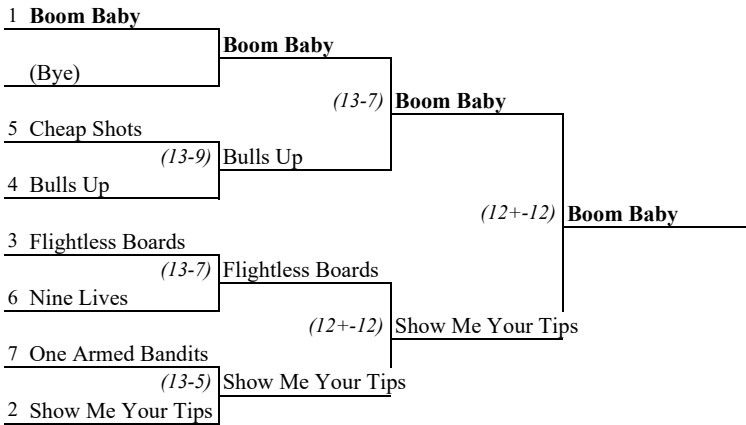 1 Boom Baby
Boom Baby
(Bye)
(13-7) Boom Baby
5 Cheap Shots
(13-9) Bulls Up
4 Bulls Up
(12+-12) Boom Baby
3 Flightless Boards
(13-7) Flightless Boards
6 Nine Lives
(12+-12) Show Me Your Tips
7 One Armed Bandits
(13-5) Show Me Your Tips
2 Show Me Your Tips